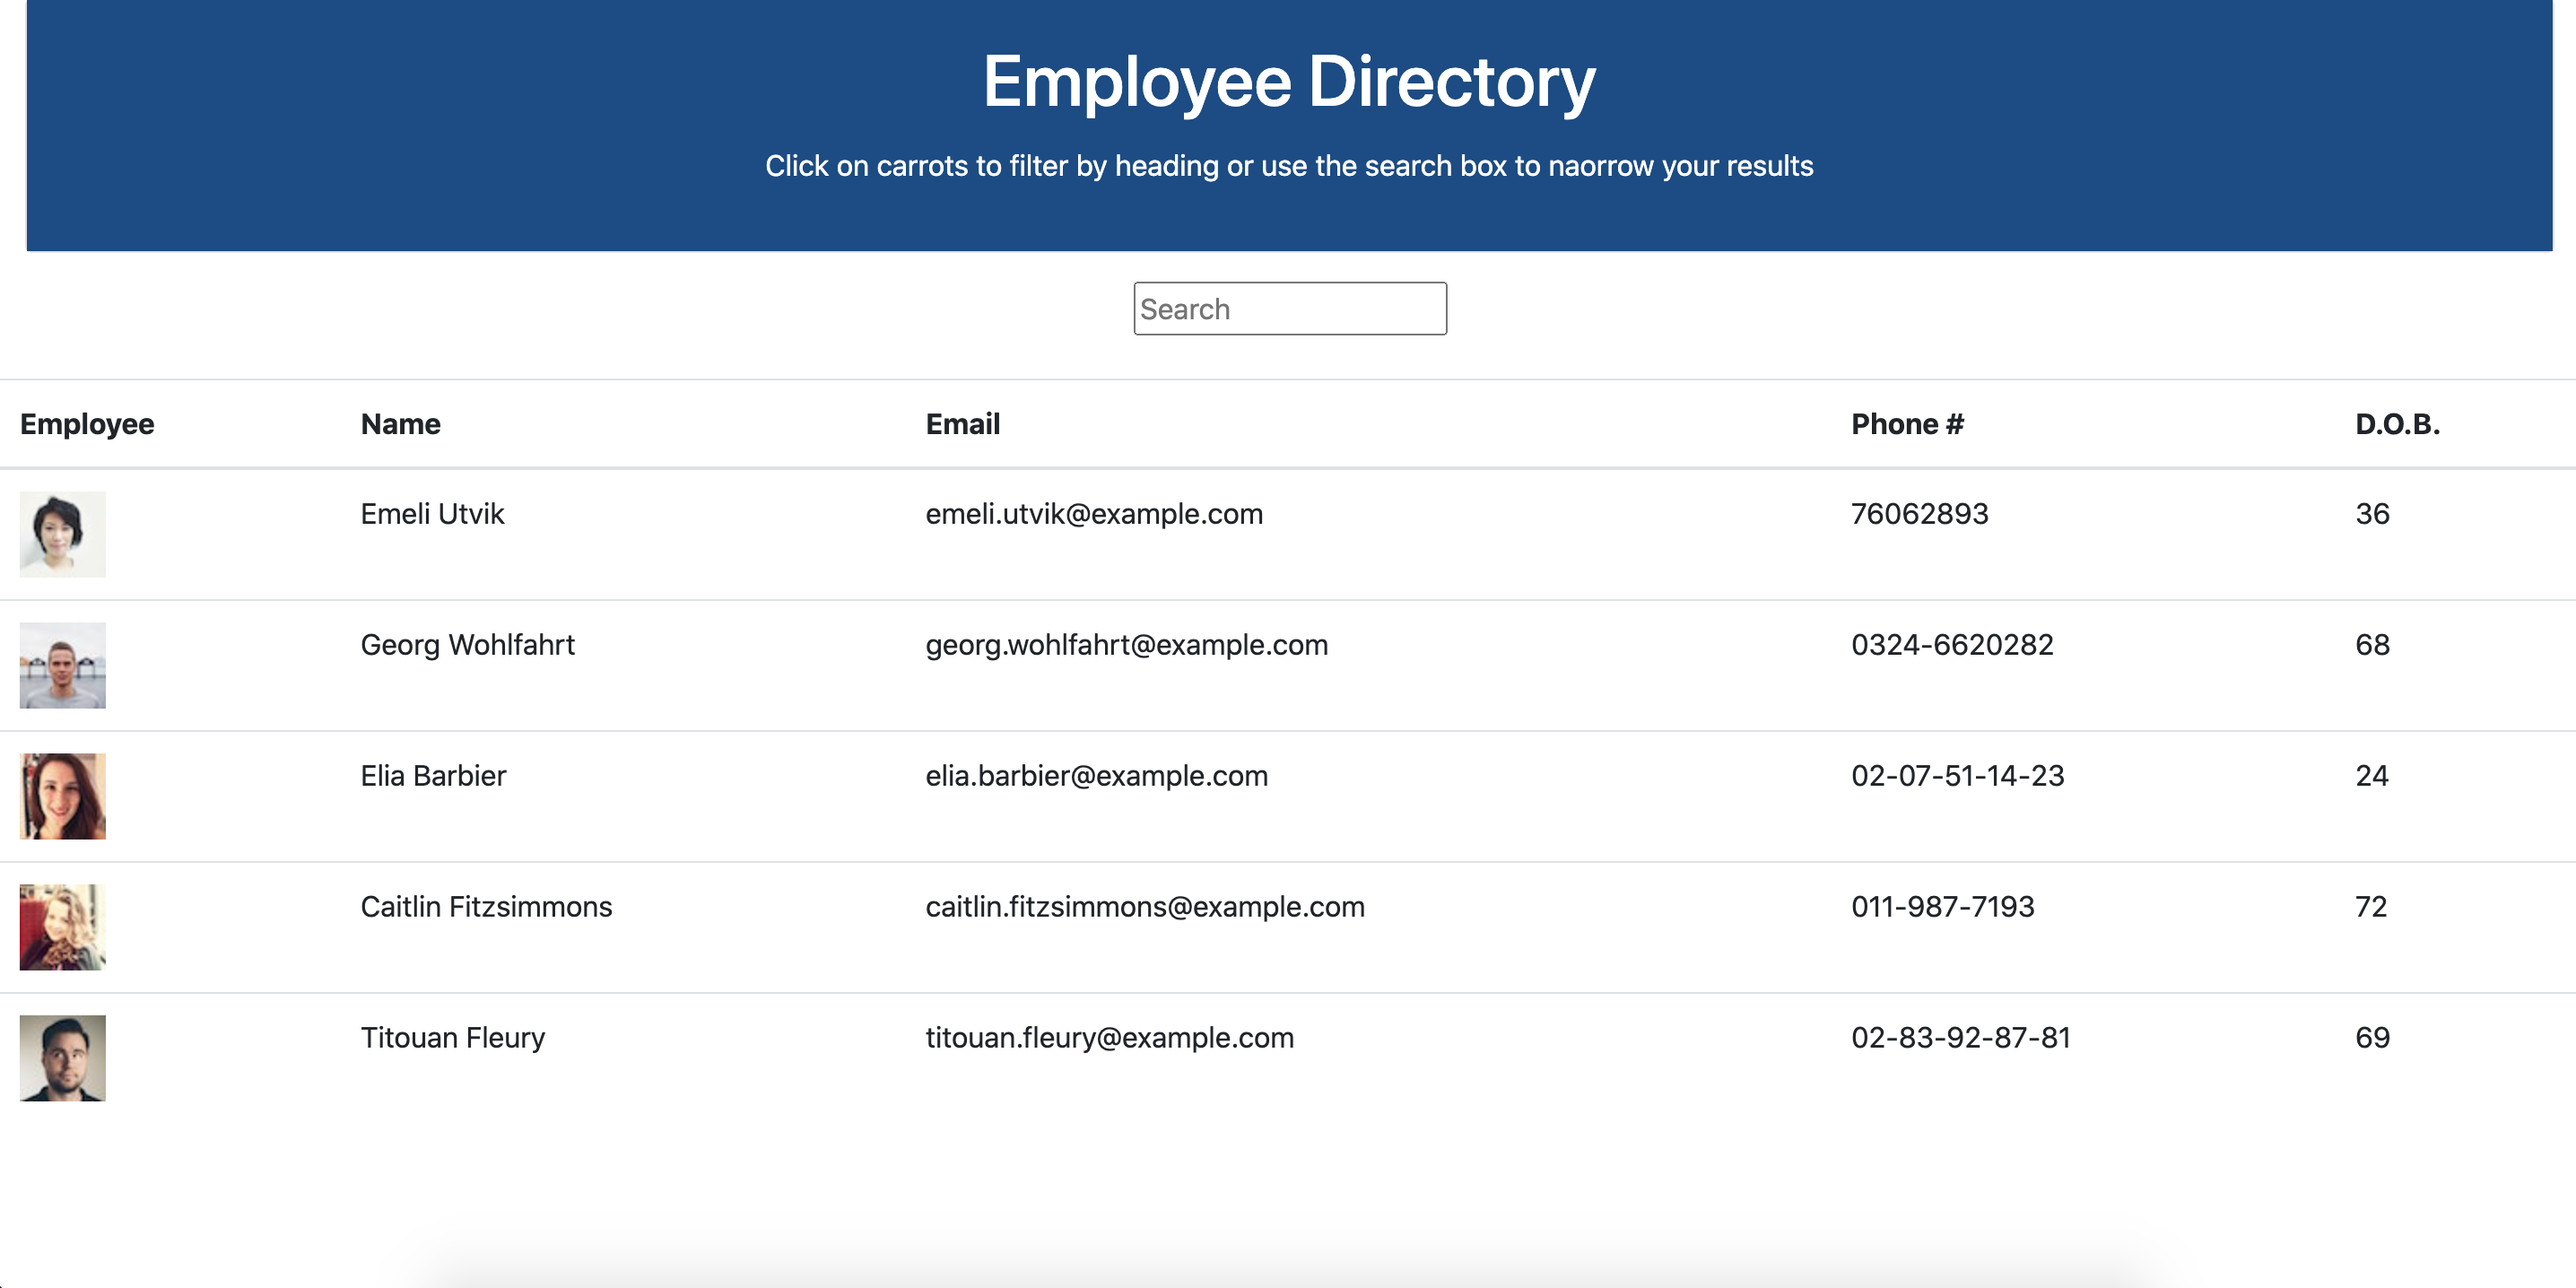 Employee Directory
Click on carrots to filter by heading or use the search box to naorrow your results
Search
Employee Name Email Phone # D.O.B.
Emeli Utvik emeli.utvik@example.com 76062893 36
Georg Wohlfahrt georg.wohlfahrt@example.com 0324-6620282 68
Elia Barbier elia.barbier@example.com 02-07-51-14-23 24
Caitlin Fitzsimmons caitlin.fitzsimmons@example.com 011-987-7193 72
Titouan Fleury titouan.fleury@example.com 02-83-92-87-81 69